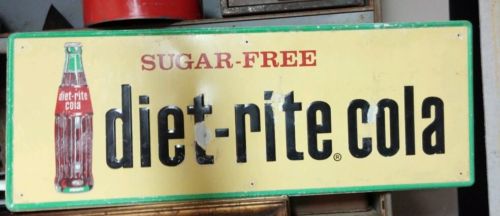 SUGAR-FREE
diet-rite
cola
diet-rite® cola